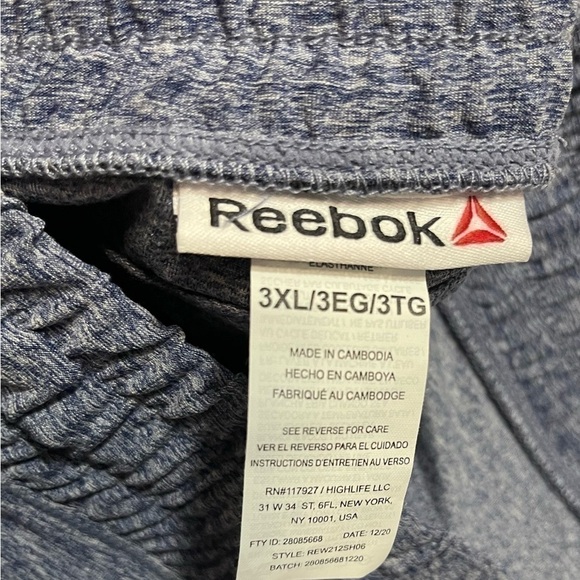 Reebok
ELASTHANNE
3XL/3EG/3TG
MADE IN CAMBODIA
HECHO EN CAMBOYA
FABRIQUÉ AU CAMBODGE
SEE REVERSE FOR CARE
VER EL REVERSO PARA EL CUIDADO
INSTRUCTIONS D'ENTRETIEN AU VERSO
RN#117927 / HIGHLIFE LLC
31 W 34 ST, 6FL, NEW YORK,
NY 10001, USA
FTY ID: 28085668 DATE: 12/20
STYLE: REW212SH06
BATCH: 280856681220